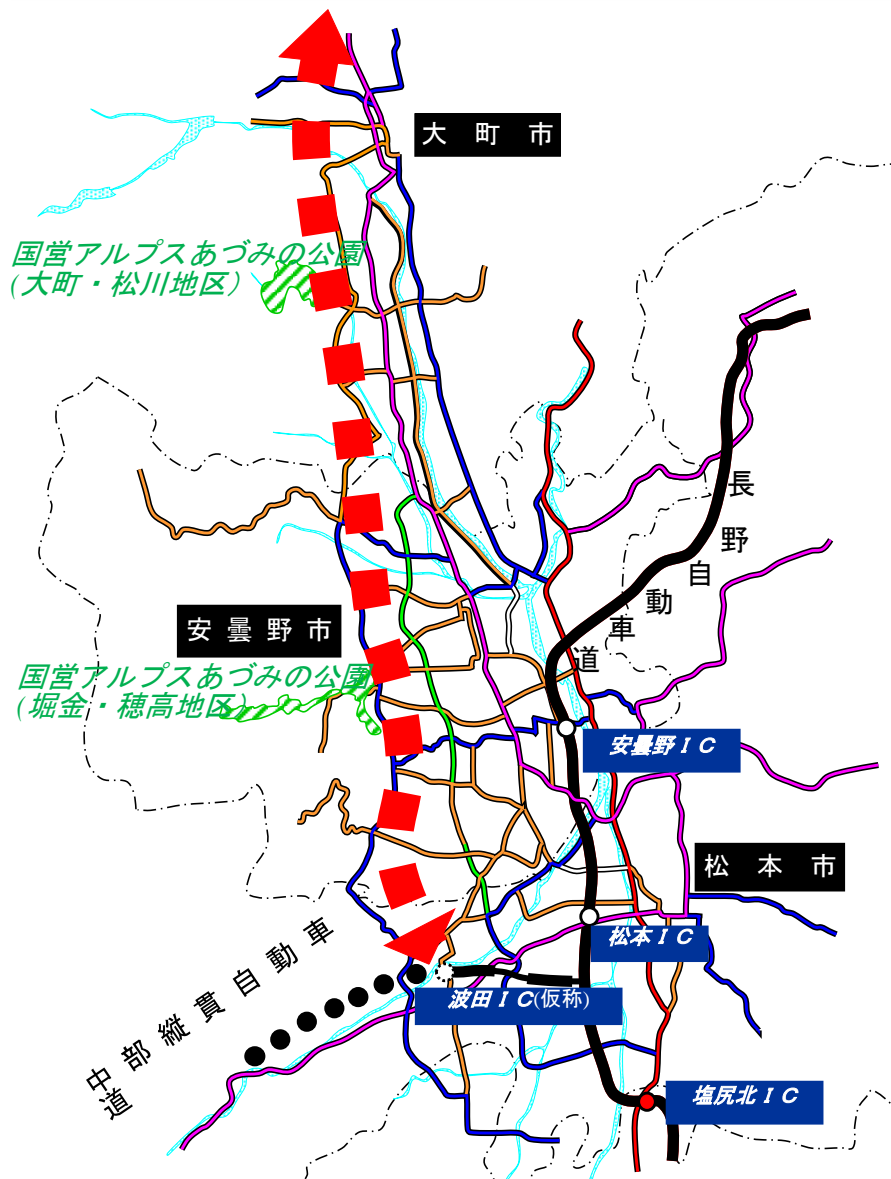 大町市
国営アルプスあづみの公園
(大町・松川地区）
長野自動車道
安曇野市
国営アルプスあづみの公園
(堀金・穂高地区）
安曇野ＩＣ
松本市
松本ＩＣ
中部縦貫自動車道
波田ＩＣ(仮称)
塩尻北ＩＣ